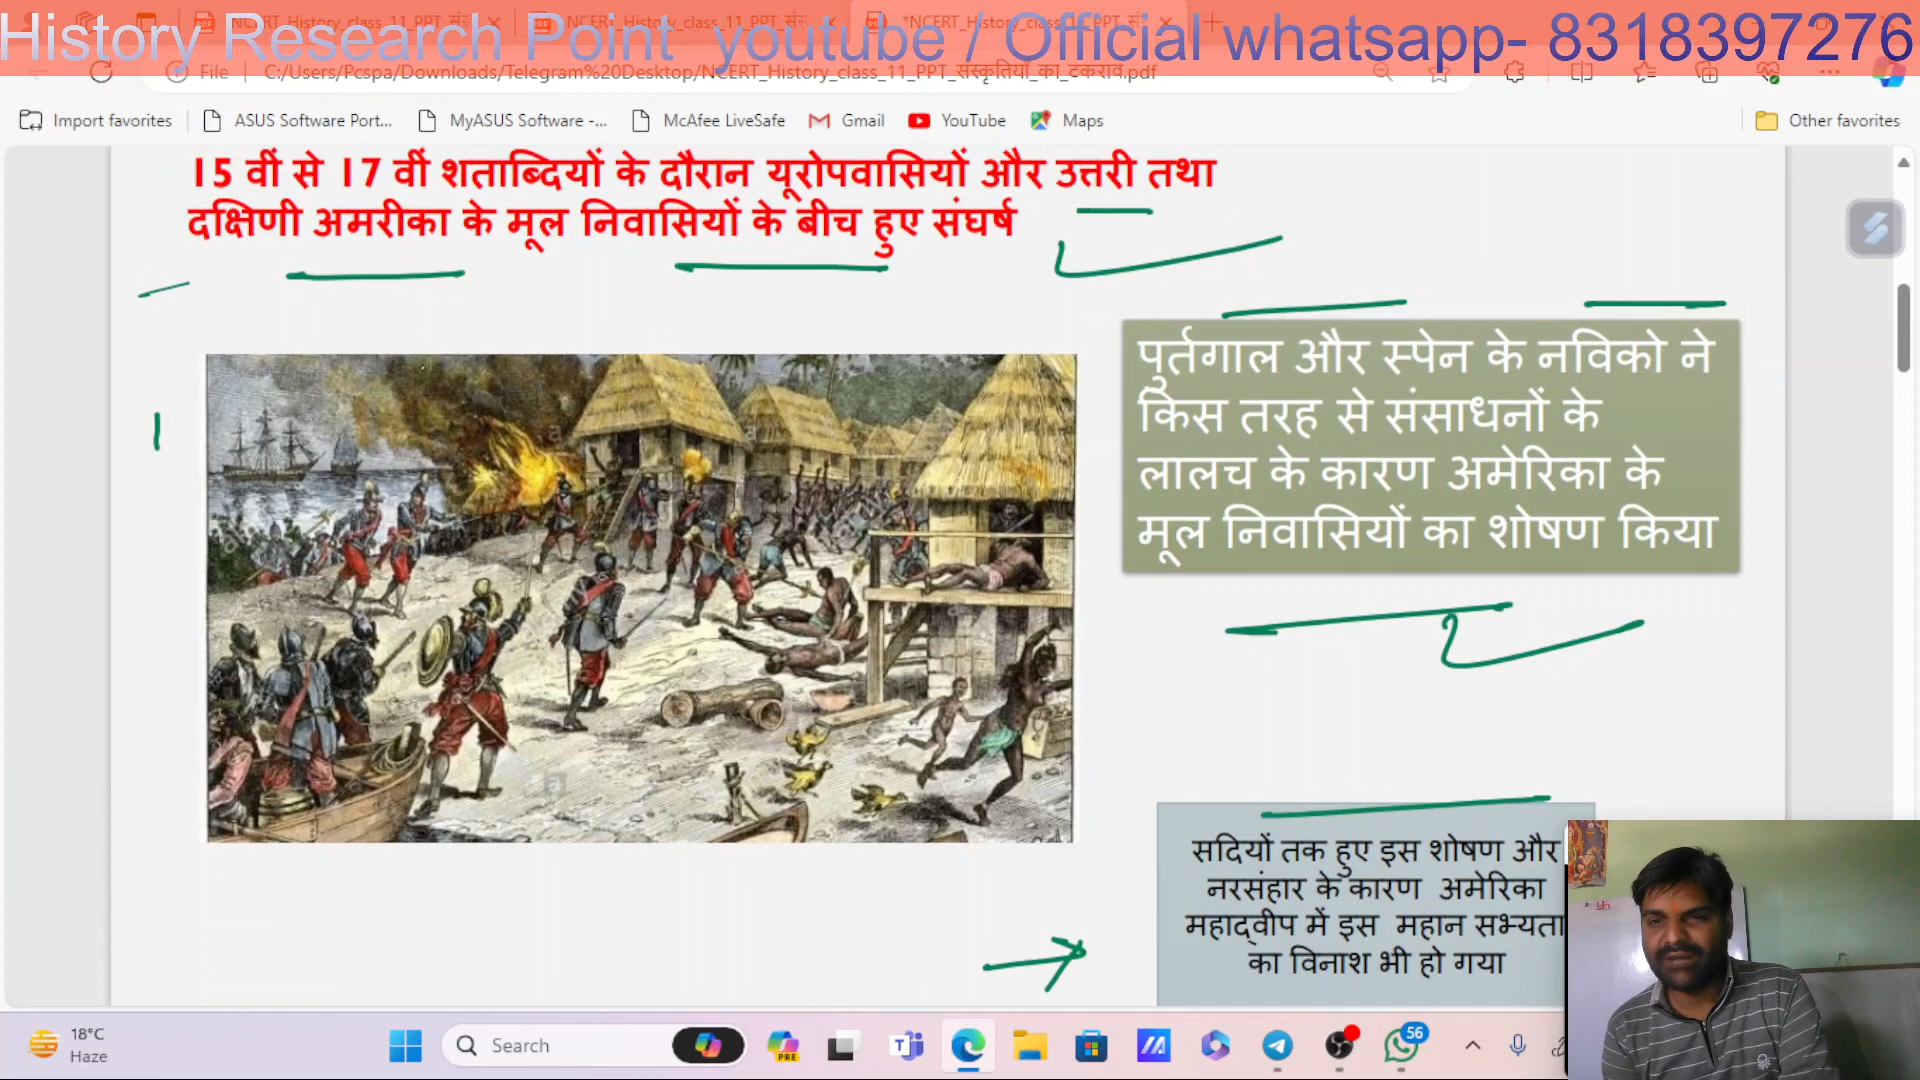 History Research Point youtube / Official whatsapp- 8318397276
File C:/Users/Pcspa/Downloads/Telegram%20Desktop/NCERT_History_class_11_PPT_संस्कृतियों_का_टकराव.pdf
Import favorites ASUS Software Port... MyASUS Software -... McAfee LiveSafe Gmail YouTube Maps Other favorites
15 वीं से 17 वीं शताब्दियों के दौरान यूरोपवासियों और उत्तरी तथा
दक्षिणी अमरीका के मूल निवासियों के बीच हुए संघर्ष
पुर्तगाल और स्पेन के नविको ने
किस तरह से संसाधनों के
लालच के कारण अमेरिका के
मूल निवासियों का शोषण किया
सदियों तक हुए इस शोषण और
नरसंहार के कारण अमेरिका
महाद्वीप में इस महान सभ्यता
का विनाश भी हो गया
18°C
Haze
Search
PRE
56